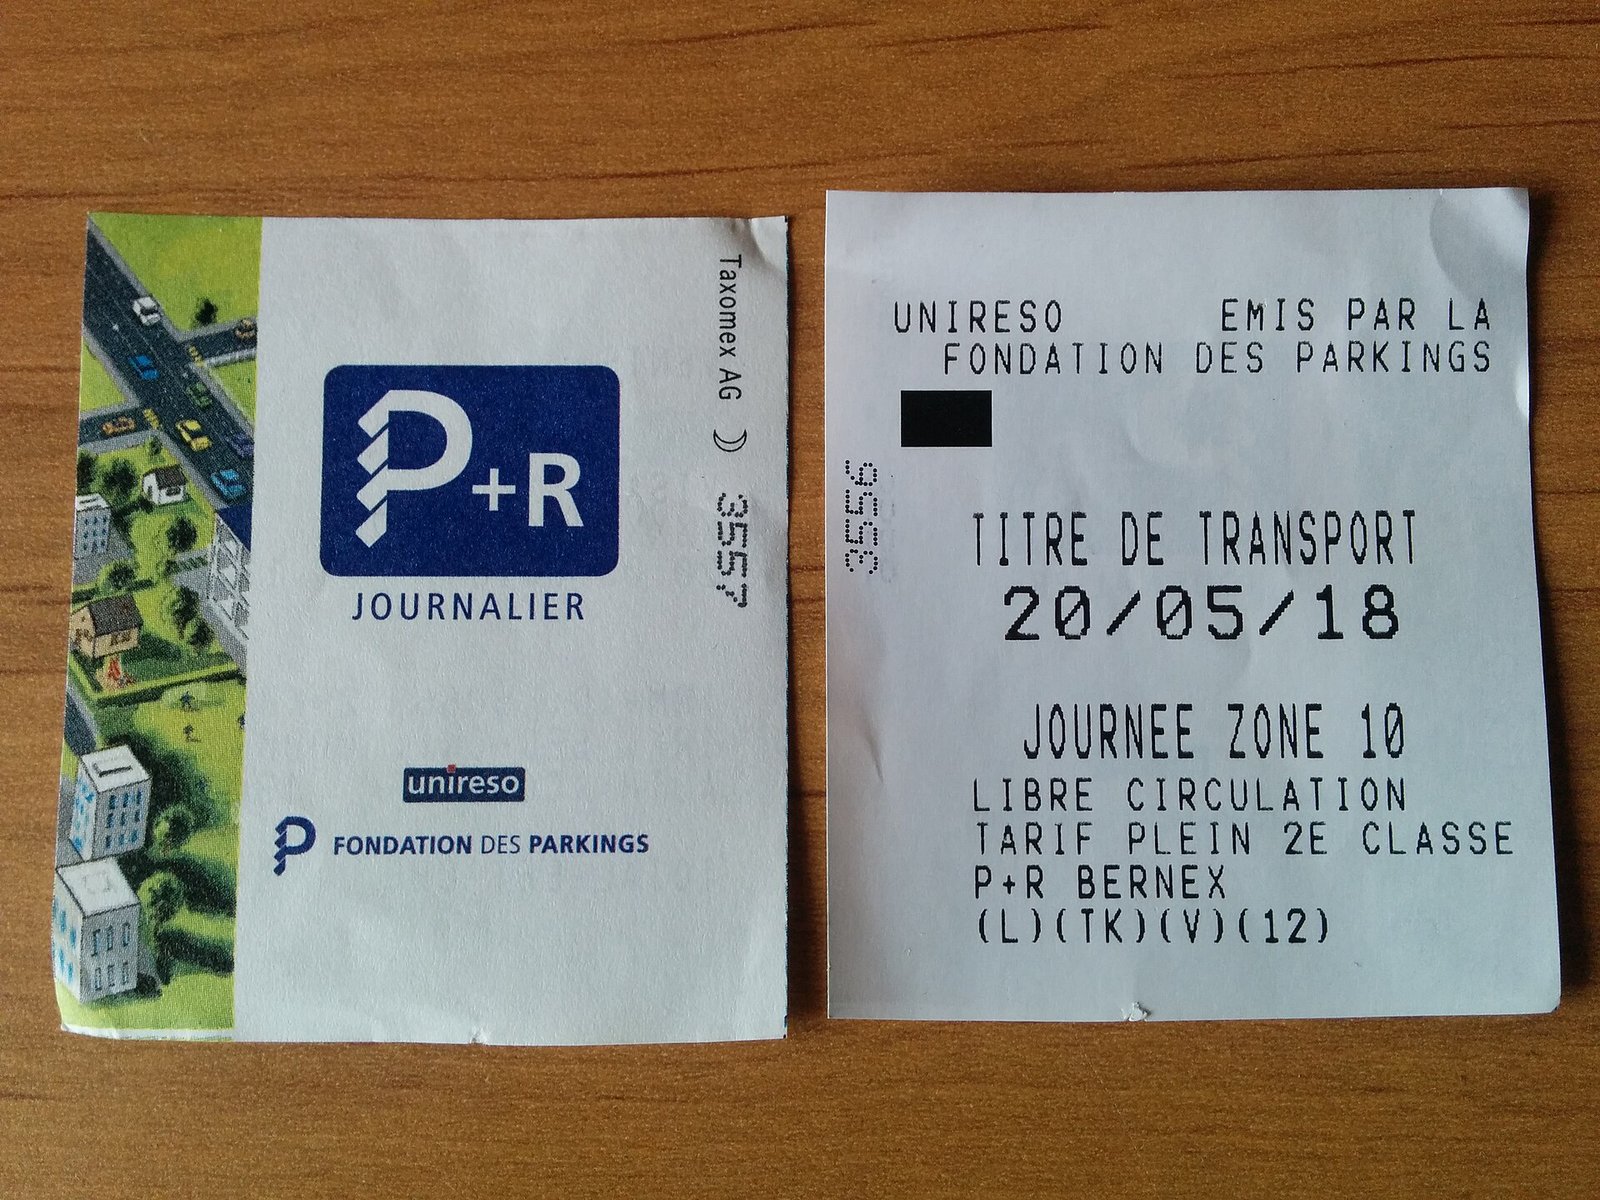 Taxomex AG
3557
P+R
JOURNALIER
unireso
P FONDATION DES PARKINGS
UNIRESO EMIS PAR LA
FONDATION DES PARKINGS
3556
TITRE DE TRANSPORT
20/05/18
JOURNEE ZONE 10
LIBRE CIRCULATION
TARIF PLEIN 2E CLASSE
P+R BERNEX
(L)(TK)(V)(12)